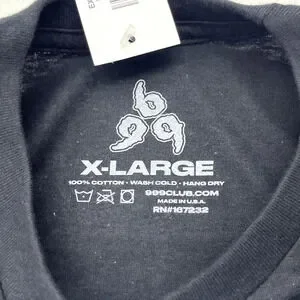 999
X-LARGE
100% COTTON - WASH COLD - HANG DRY
999CLUB.COM
MADE IN U.S.A.
RN#167232